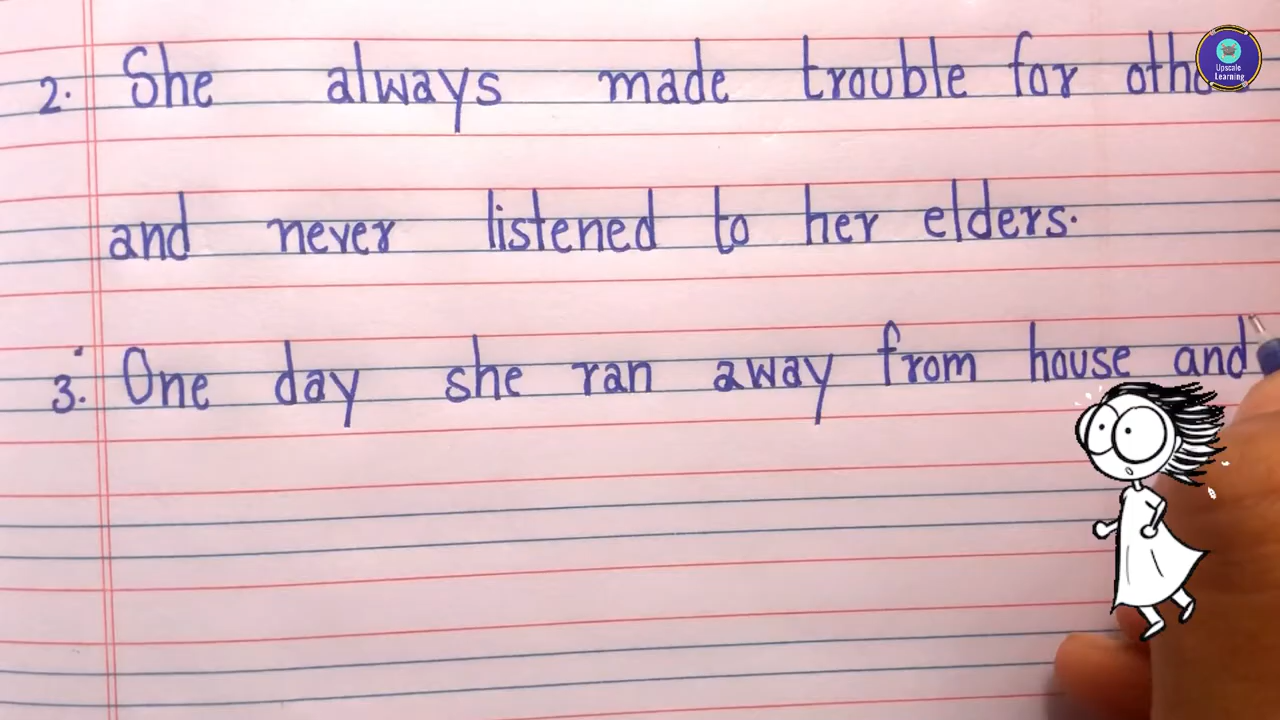 2. She always made trouble for oth
and never listened to her elders.
3. One day she ran away from house and
Upscale
Learning